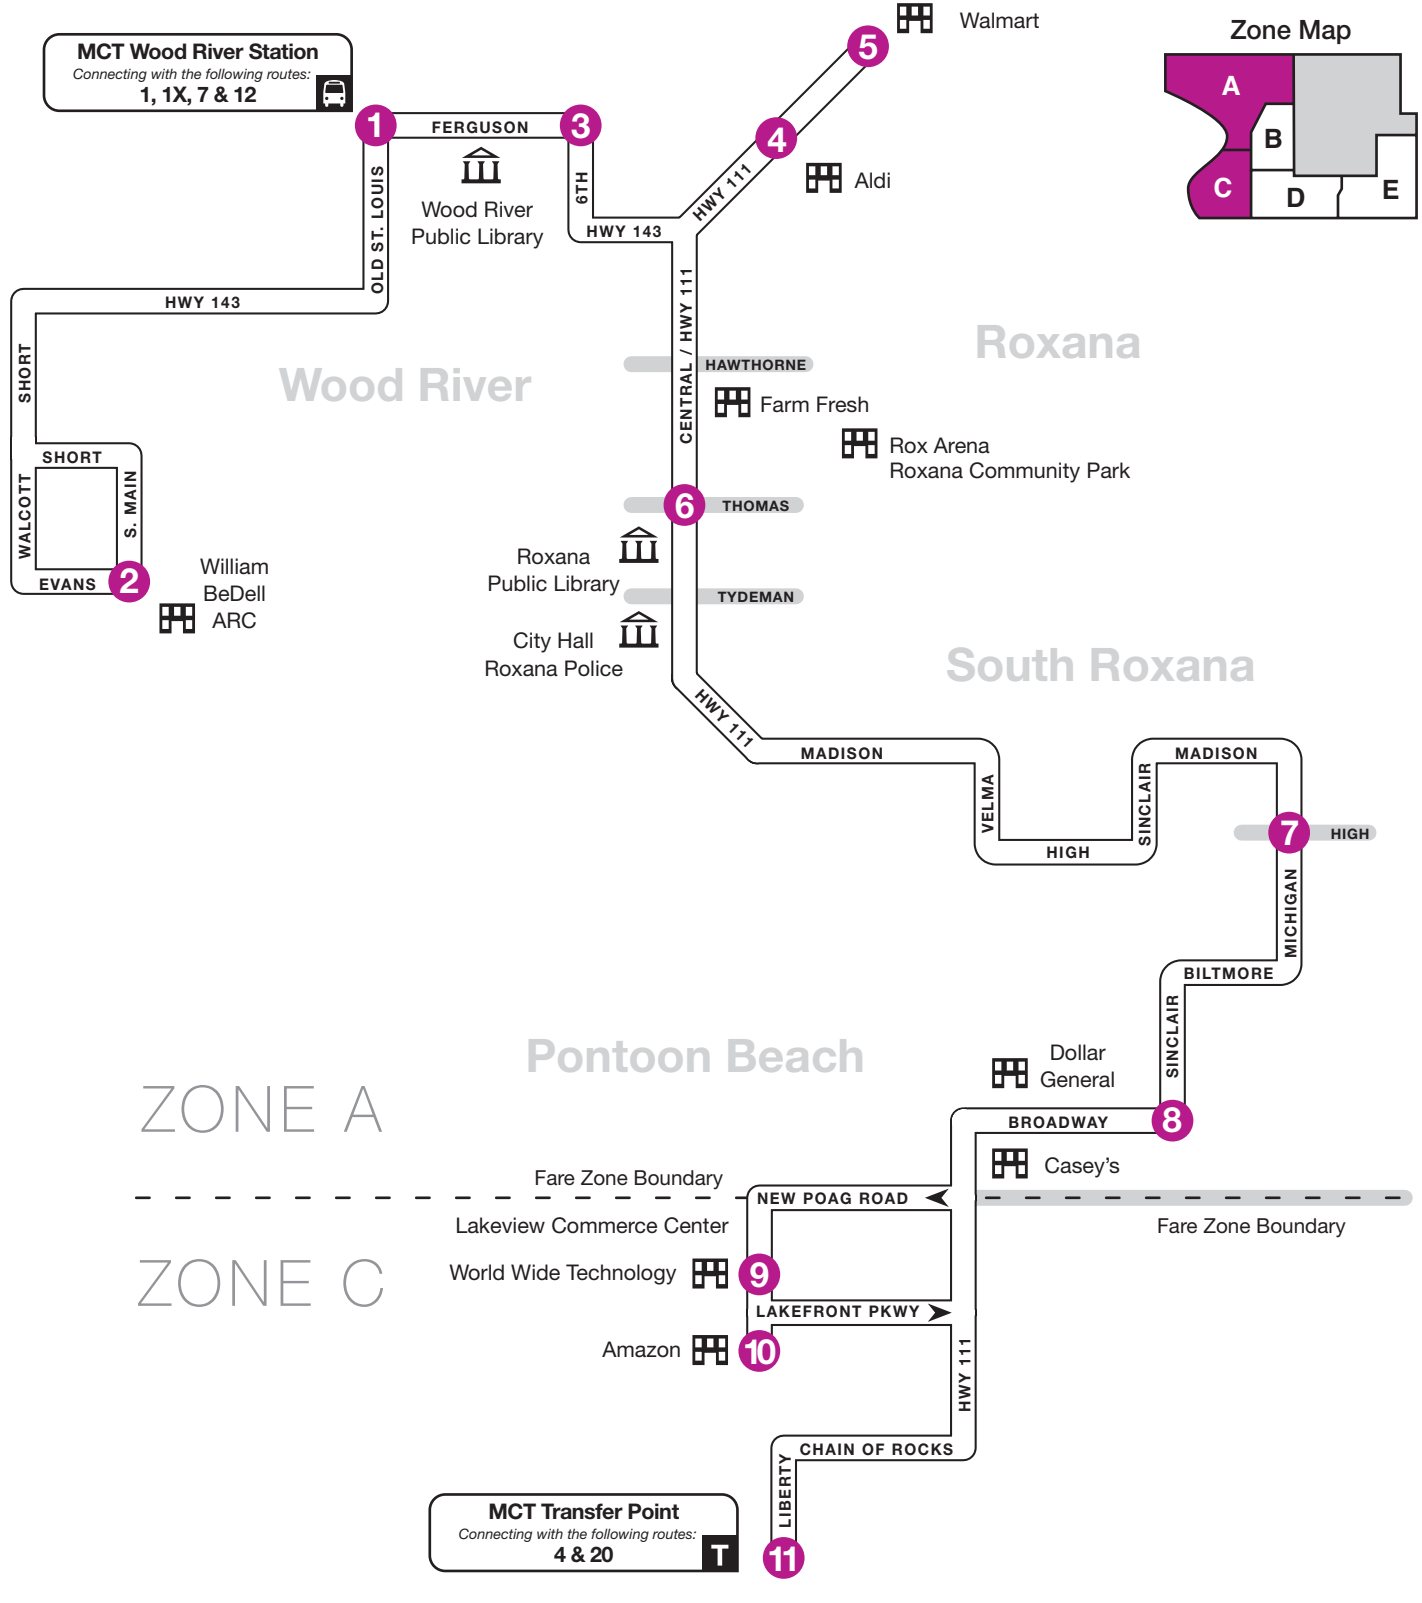 Walmart
Zone Map
MCT Wood River Station
Connecting with the following routes:
1, 1X, 7 & 12
5
A
B
C
D
E
1
FERGUSON
3
4
Aldi
HWY 111
6TH
OLD ST. LOUIS
Wood River
Public Library
HWY 143
HWY 143
CENTRAL / HWY 111
SHORT
Wood River
Roxana
HAWTHORNE
Farm Fresh
Rox Arena
Roxana Community Park
SHORT
WALCOTT
S. MAIN
EVANS
2
William
BeDell
ARC
6
THOMAS
Roxana
Public Library
TYDEMAN
City Hall
Roxana Police
South Roxana
HWY 111
MADISON
VELMA
HIGH
SINCLAIR
MADISON
7
HIGH
MICHIGAN
BILTMORE
SINCLAIR
Pontoon Beach
Dollar
General
ZONE A
BROADWAY
8
Casey's
Fare Zone Boundary
NEW POAG ROAD
Lakeview Commerce Center
Fare Zone Boundary
ZONE C
World Wide Technology
9
LAKEFRONT PKWY
Amazon
10
HWY 111
CHAIN OF ROCKS
LIBERTY
MCT Transfer Point
Connecting with the following routes:
4 & 20
T
11